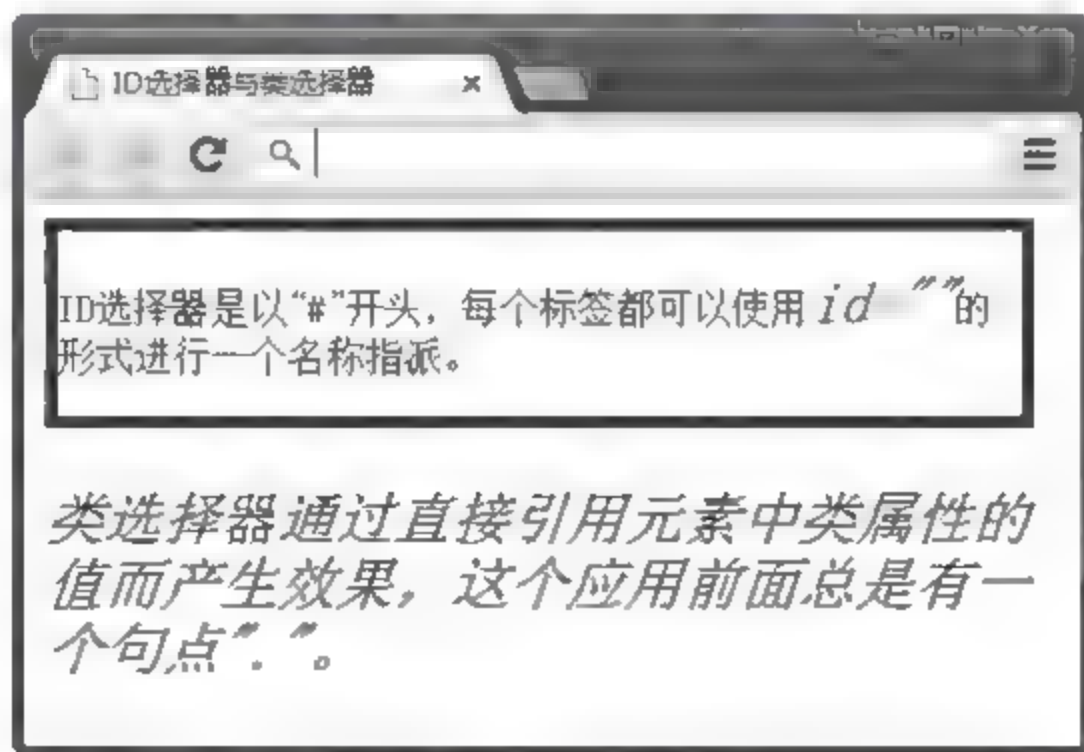 ID选择器与类选择器
ID选择器是以“#”开头，每个标签都可以使用 id ""的
形式进行一个名称指派。
类选择器通过直接引用元素中类属性的
值而产生效果，这个应用前面总是有一
个句点"."。